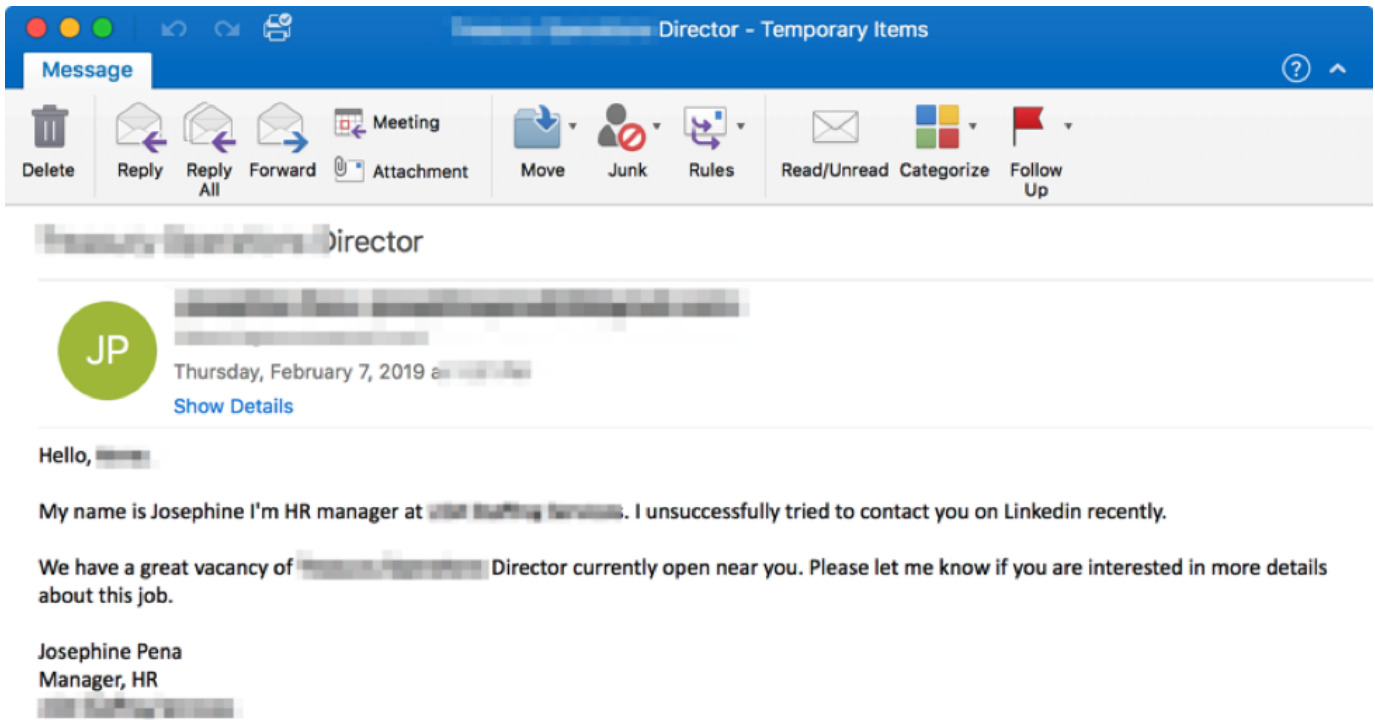 Director – Temporary Items
Message
?
Meeting
Delete Reply Reply Forward Attachment Move Junk Rules Read/Unread Categorize Follow
All Up
Director
JP
Thursday, February 7, 2019
Show Details
Hello,
My name is Josephine I'm HR manager at . I unsuccessfully tried to contact you on Linkedin recently.
We have a great vacancy of Director currently open near you. Please let me know if you are interested in more details
about this job.
Josephine Pena
Manager, HR